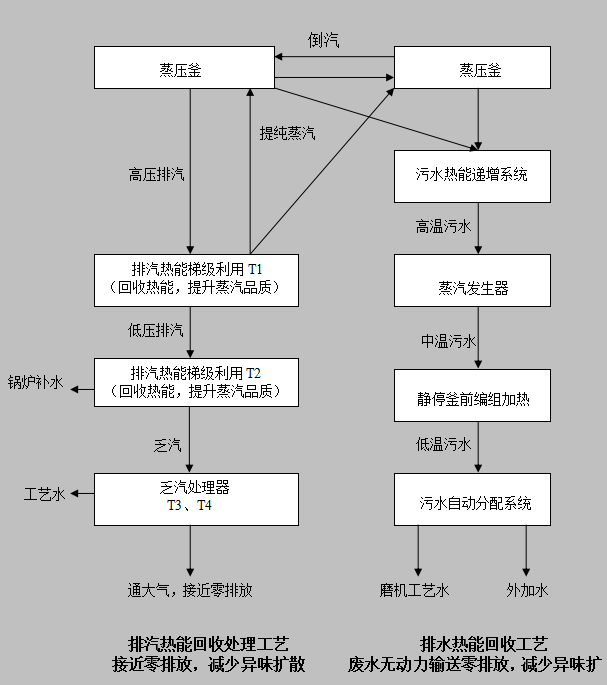 倒汽
蒸压釜
蒸压釜
提纯蒸汽
高压排汽
污水热能递增系统
高温污水
排汽热能梯级利用 T1
（回收热能，提升蒸汽品质）
蒸汽发生器
低压排汽
中温污水
排汽热能梯级利用 T2
（回收热能，提升蒸汽品质）
锅炉补水
静停釜前编组加热
乏汽
低温污水
乏汽处理器
T3、T4
工艺水
污水自动分配系统
通大气，接近零排放
磨机工艺水
外加水
排汽热能回收处理工艺
接近零排放，减少异味扩散
排水热能回收工艺
废水无动力输送零排放，减少异味扩